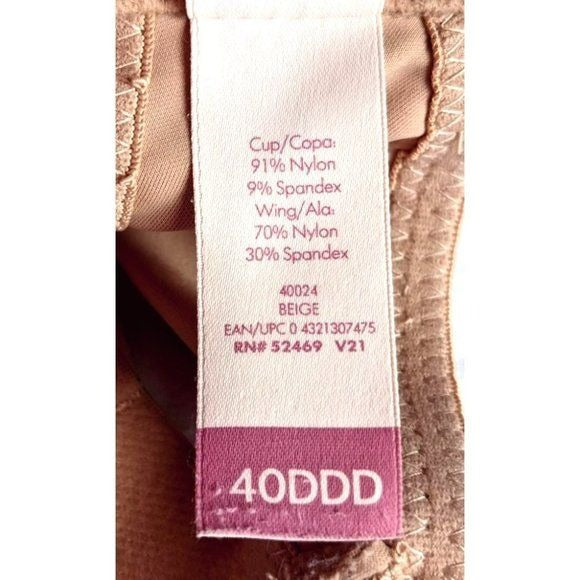 Cup/Copa:
91% Nylon
9% Spandex
Wing/Ala:
70% Nylon
30% Spandex
40024
BEIGE
EAN/UPC 0 4321307475
RN# 52469 V21
40DDD